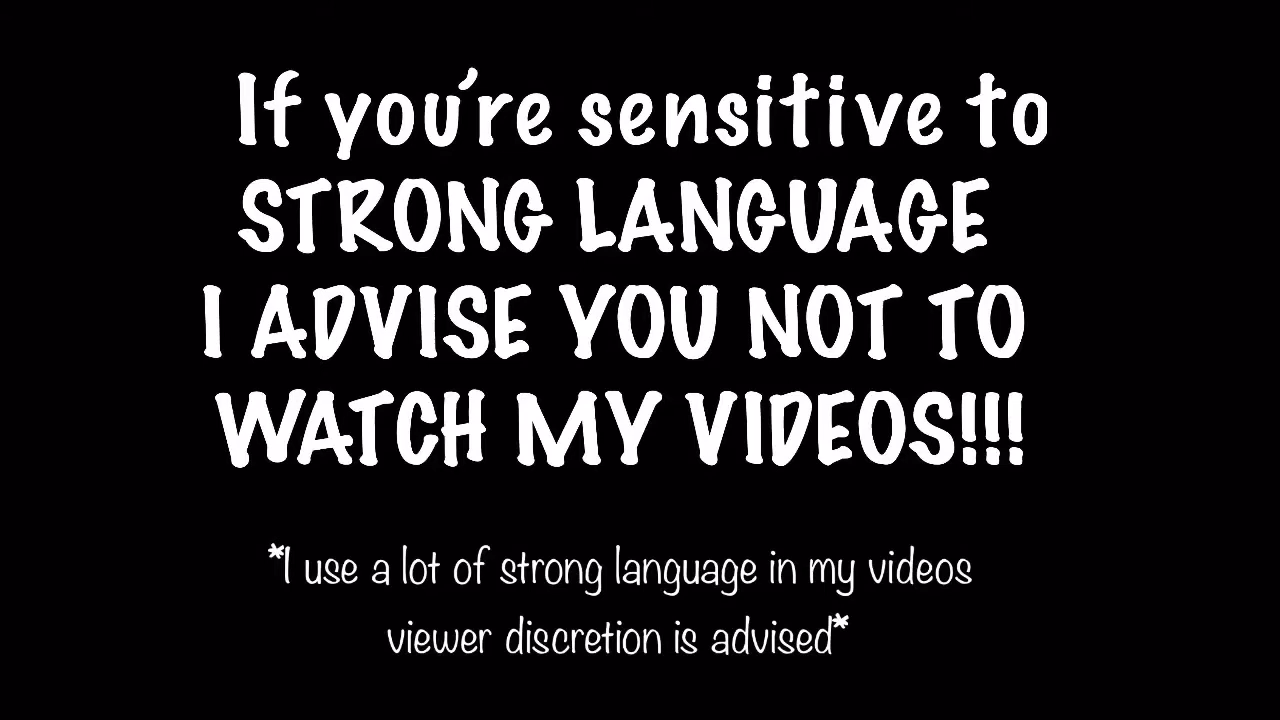 If you're sensitive to
STRONG LANGUAGE
I ADVISE YOU NOT TO
WATCH MY VIDEOS!!!
*I use a lot of strong language in my videos
viewer discretion is advised*